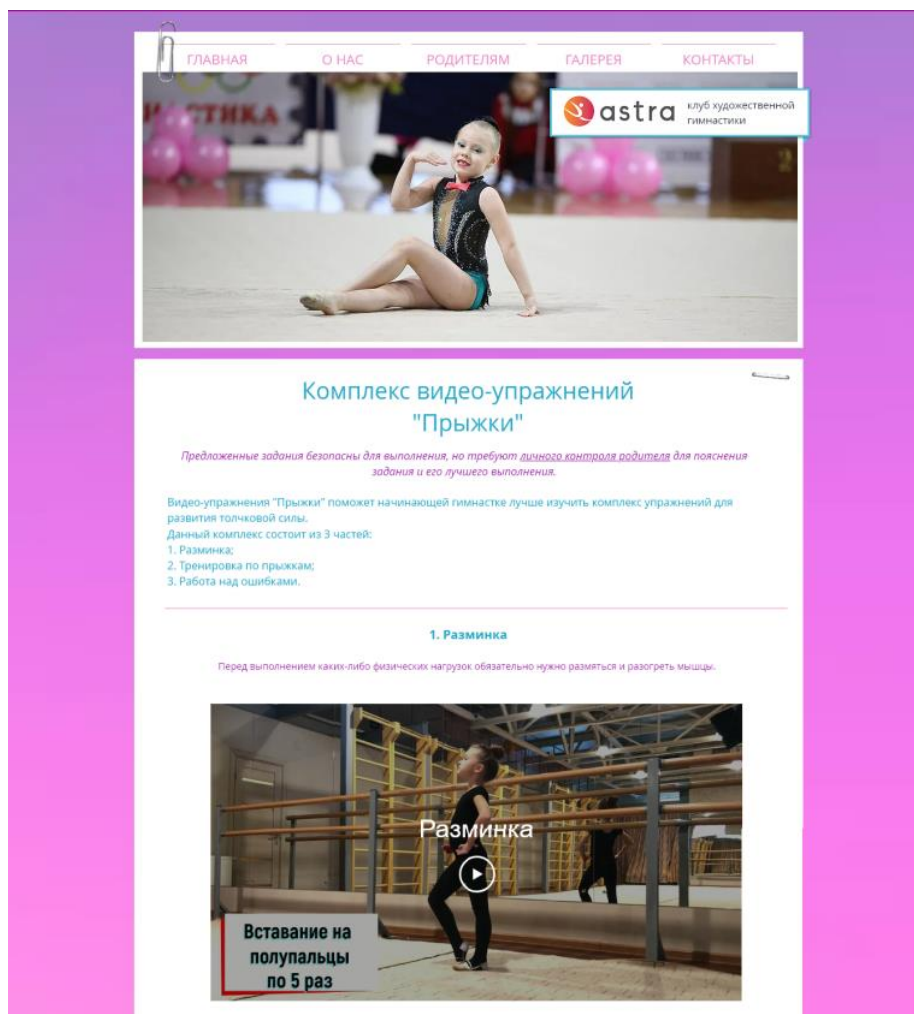 ГЛАВНАЯ
О НАС
РОДИТЕЛЯМ
ГАЛЕРЕЯ
КОНТАКТЫ
astra
клуб художественной
гимнастики
Комплекс видео-упражнений
"Прыжки"
Предложенные задания безопасны для выполнения, но требуют личного контроля родителя для пояснения
задания и его лучшего выполнения.
Видео-упражнения "Прыжки" поможет начинающей гимнастке лучше изучить комплекс упражнений для
развития толчковой силы.
Данный комплекс состоит из 3 частей:
1. Разминка;
2. Тренировка по прыжкам;
3. Работа над ошибками.
1. Разминка
Перед выполнением каких-либо физических нагрузок обязательно нужно размяться и разогреть мышцы.
Разминка
Вставание на
полупальцы
по 5 раз